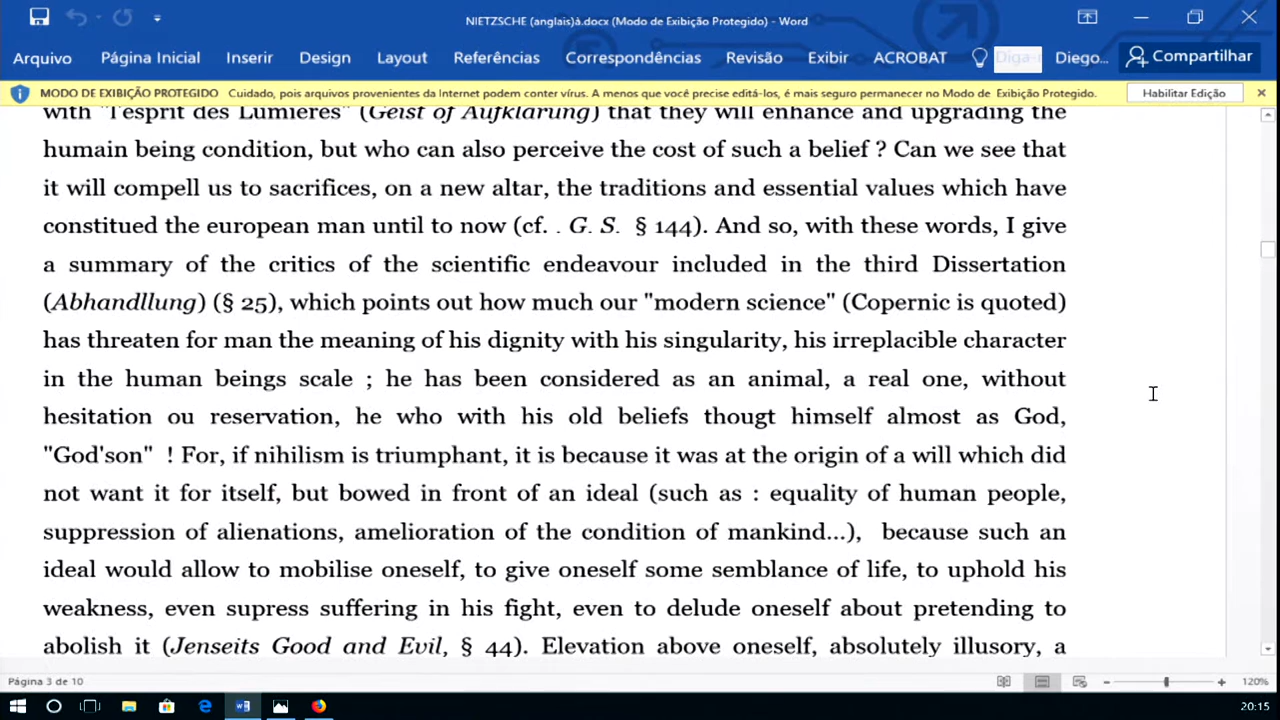 NIETZSCHE (anglais)à.docx (Modo de Exibição Protegido) - Word
Arquivo Página Inicial Inserir Design Layout Referências Correspondências Revisão Exibir ACROBAT Diga- Diego... Compartilhar
MODO DE EXIBIÇÃO PROTEGIDO Cuidado, pois arquivos provenientes da Internet podem conter vírus. A menos que você precise editá-los, é mais seguro permanecer no Modo de Exibição Protegido. Habilitar Edição
with "l'esprit des Lumières" (Geist of Aufklarung) that they will enhance and upgrading the
humain being condition, but who can also perceive the cost of such a belief ? Can we see that
it will compell us to sacrifices, on a new altar, the traditions and essential values which have
constitued the european man until to now (cf. . G. S. § 144). And so, with these words, I give
a summary of the critics of the scientific endeavour included in the third Dissertation
(Abhandllung) (§ 25), which points out how much our "modern science" (Copernic is quoted)
has threaten for man the meaning of his dignity with his singularity, his irreplacible character
in the human beings scale ; he has been considered as an animal, a real one, without
hesitation ou reservation, he who with his old beliefs thougt himself almost as God,
"God'son" ! For, if nihilism is triumphant, it is because it was at the origin of a will which did
not want it for itself, but bowed in front of an ideal (such as : equality of human people,
suppression of alienations, amelioration of the condition of mankind...), because such an
ideal would allow to mobilise oneself, to give oneself some semblance of life, to uphold his
weakness, even supress suffering in his fight, even to delude oneself about pretending to
abolish it (Jenseits Good and Evil, § 44). Elevation above oneself, absolutely illusory, a
Página 3 de 10 120%
20:15